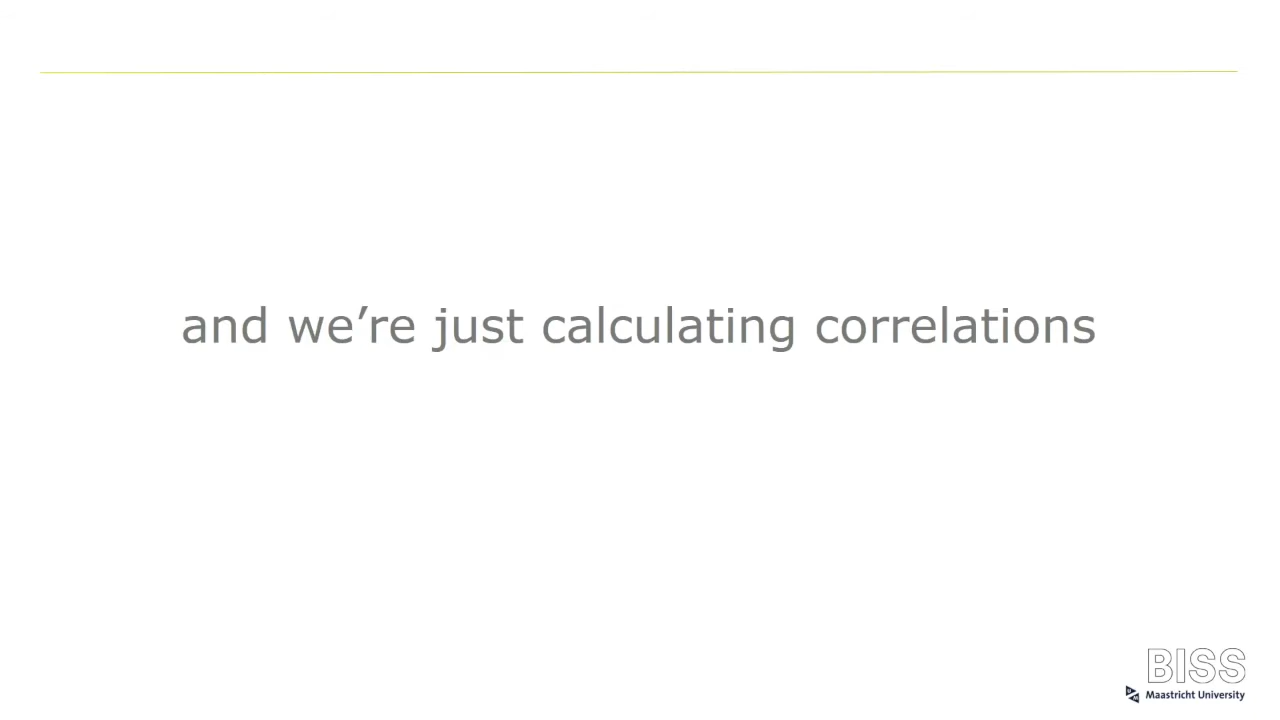 and we’re just calculating correlations
BISS
Maastricht University